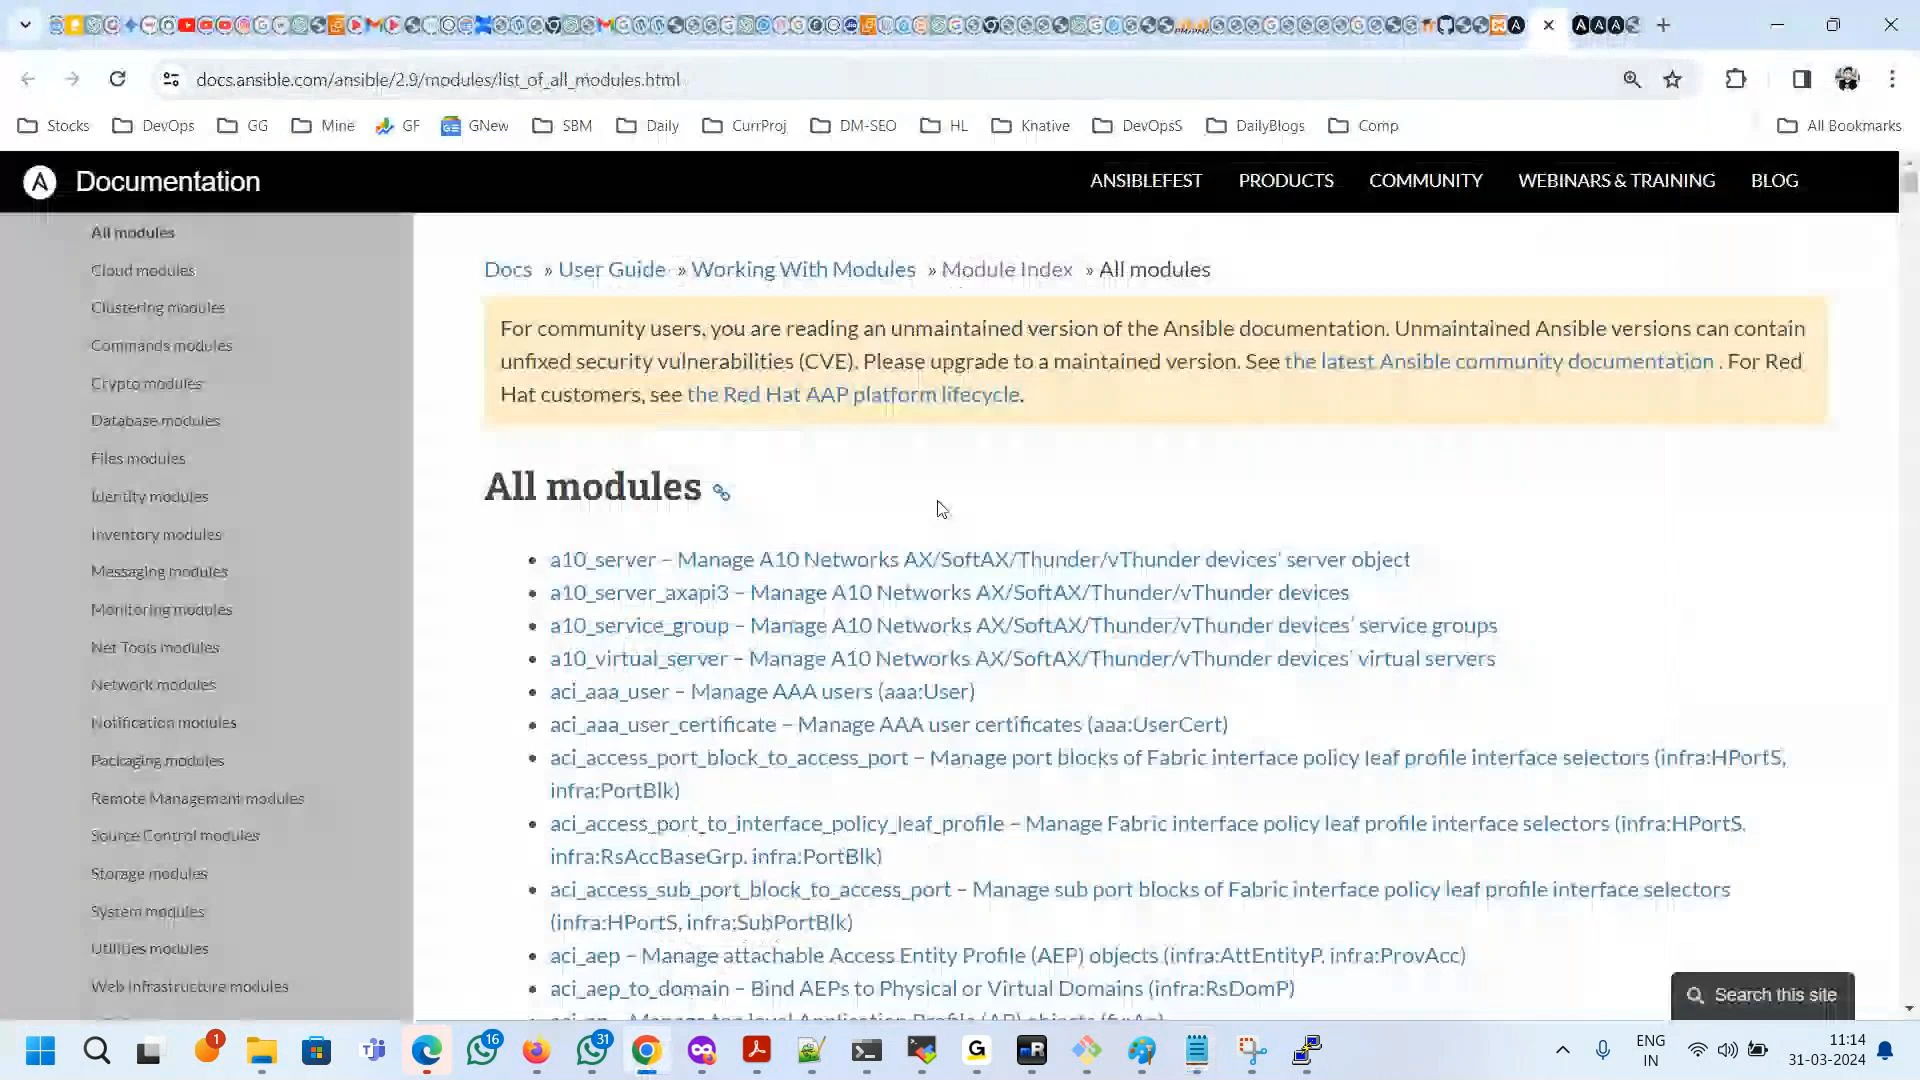 docs.ansible.com/ansible/2.9/modules/list_of_all_modules.html
Stocks DevOps GG Mine GF GNew SBM Daily CurrProj DM-SEO HL Knative DevOpsS DailyBlogs Comp All Bookmarks
Documentation
ANSIBLEFEST PRODUCTS COMMUNITY WEBINARS & TRAINING BLOG
All modules
Cloud modules
Clustering modules
Commands modules
Crypto modules
Database modules
Files modules
Identity modules
Inventory modules
Messaging modules
Monitoring modules
Net Tools modules
Network modules
Notification modules
Packaging modules
Remote Management modules
Source Control modules
Storage modules
System modules
Utilities modules
Web Infrastructure modules
Docs » User Guide » Working With Modules » Module Index » All modules
For community users, you are reading an unmaintained version of the Ansible documentation. Unmaintained Ansible versions can contain
unfixed security vulnerabilities (CVE). Please upgrade to a maintained version. See the latest Ansible community documentation . For Red
Hat customers, see the Red Hat AAP platform lifecycle.
All modules
• a10_server – Manage A10 Networks AX/SoftAX/Thunder/vThunder devices' server object
• a10_server_axapi3 – Manage A10 Networks AX/SoftAX/Thunder/vThunder devices
• a10_service_group – Manage A10 Networks AX/SoftAX/Thunder/vThunder devices' service groups
• a10_virtual_server – Manage A10 Networks AX/SoftAX/Thunder/vThunder devices' virtual servers
• aci_aaa_user – Manage AAA users (aaa:User)
• aci_aaa_user_certificate – Manage AAA user certificates (aaa:UserCert)
• aci_access_port_block_to_access_port – Manage port blocks of Fabric interface policy leaf profile interface selectors (infra:HPortS,
infra:PortBlk)
• aci_access_port_to_interface_policy_leaf_profile – Manage Fabric interface policy leaf profile interface selectors (infra:HPortS,
infra:RsAccBaseGrp, infra:PortBlk)
• aci_access_sub_port_block_to_access_port – Manage sub port blocks of Fabric interface policy leaf profile interface selectors
(infra:HPortS, infra:SubPortBlk)
• aci_aep – Manage attachable Access Entity Profile (AEP) objects (infra:AttEntityP, infra:ProvAcc)
• aci_aep_to_domain – Bind AEPs to Physical or Virtual Domains (infra:RsDomP)
• aci_ap – Manage top level Application Profile (AP) objects (fv:Ap)
Search this site
1
16
31
ENG
IN
11:14
31-03-2024